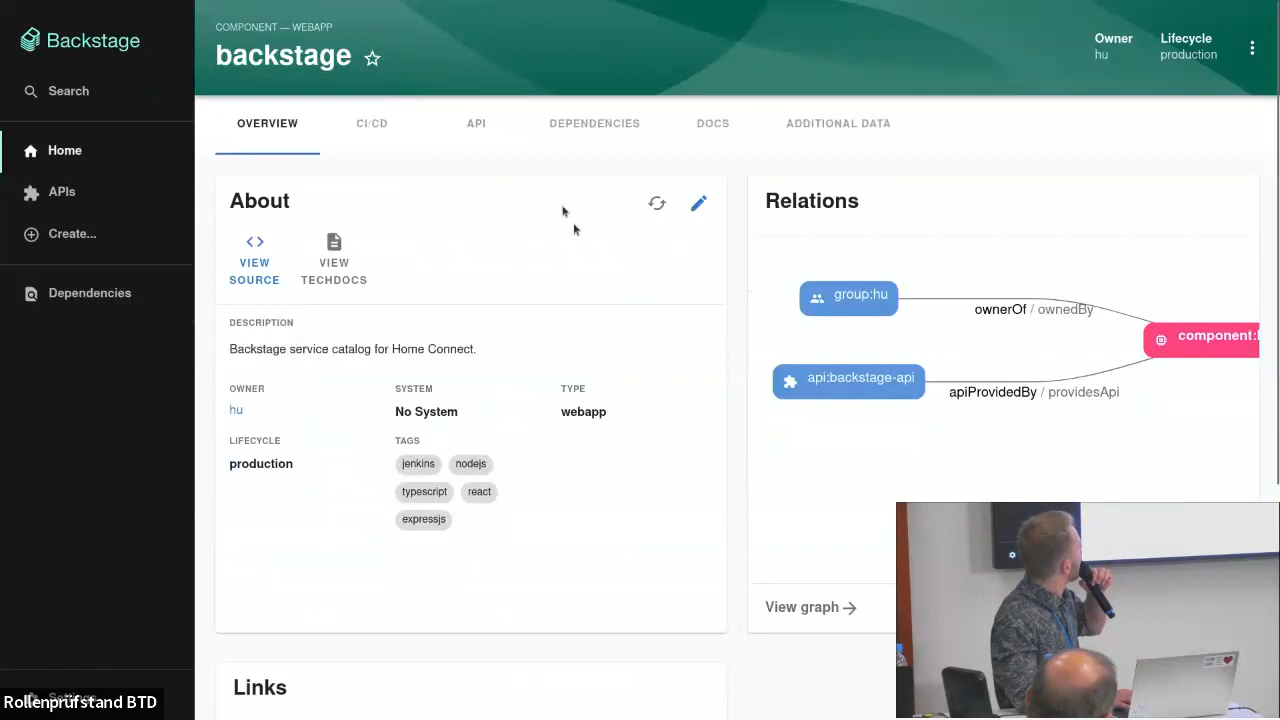 Backstage
Search
Home
APIs
Create...
Dependencies
Settings
Rollenprüfstand BTD
COMPONENT — WEBAPP
backstage
Owner
hu
Lifecycle
production
OVERVIEW
CI/CD
API
DEPENDENCIES
DOCS
ADDITIONAL DATA
About
VIEW
SOURCE
VIEW
TECHDOCS
DESCRIPTION
Backstage service catalog for Home Connect.
OWNER
hu
SYSTEM
No System
TYPE
webapp
LIFECYCLE
production
TAGS
jenkins
nodejs
typescript
react
expressjs
Relations
group:hu
ownerOf / ownedBy
component:
api:backstage-api
apiProvidedBy / providesApi
View graph
Links